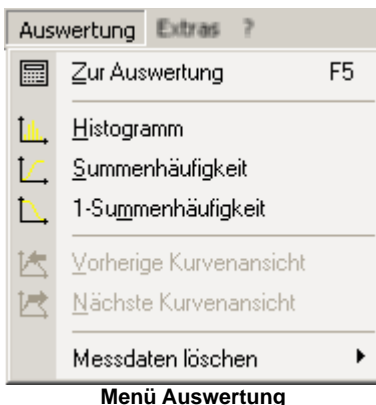 Auswertung Extras ?
Zur Auswertung F5
Histogramm
Summenhäufigkeit
1-Summenhäufigkeit
Vorherige Kurvenansicht
Nächste Kurvenansicht
Messdaten löschen
Menü Auswertung